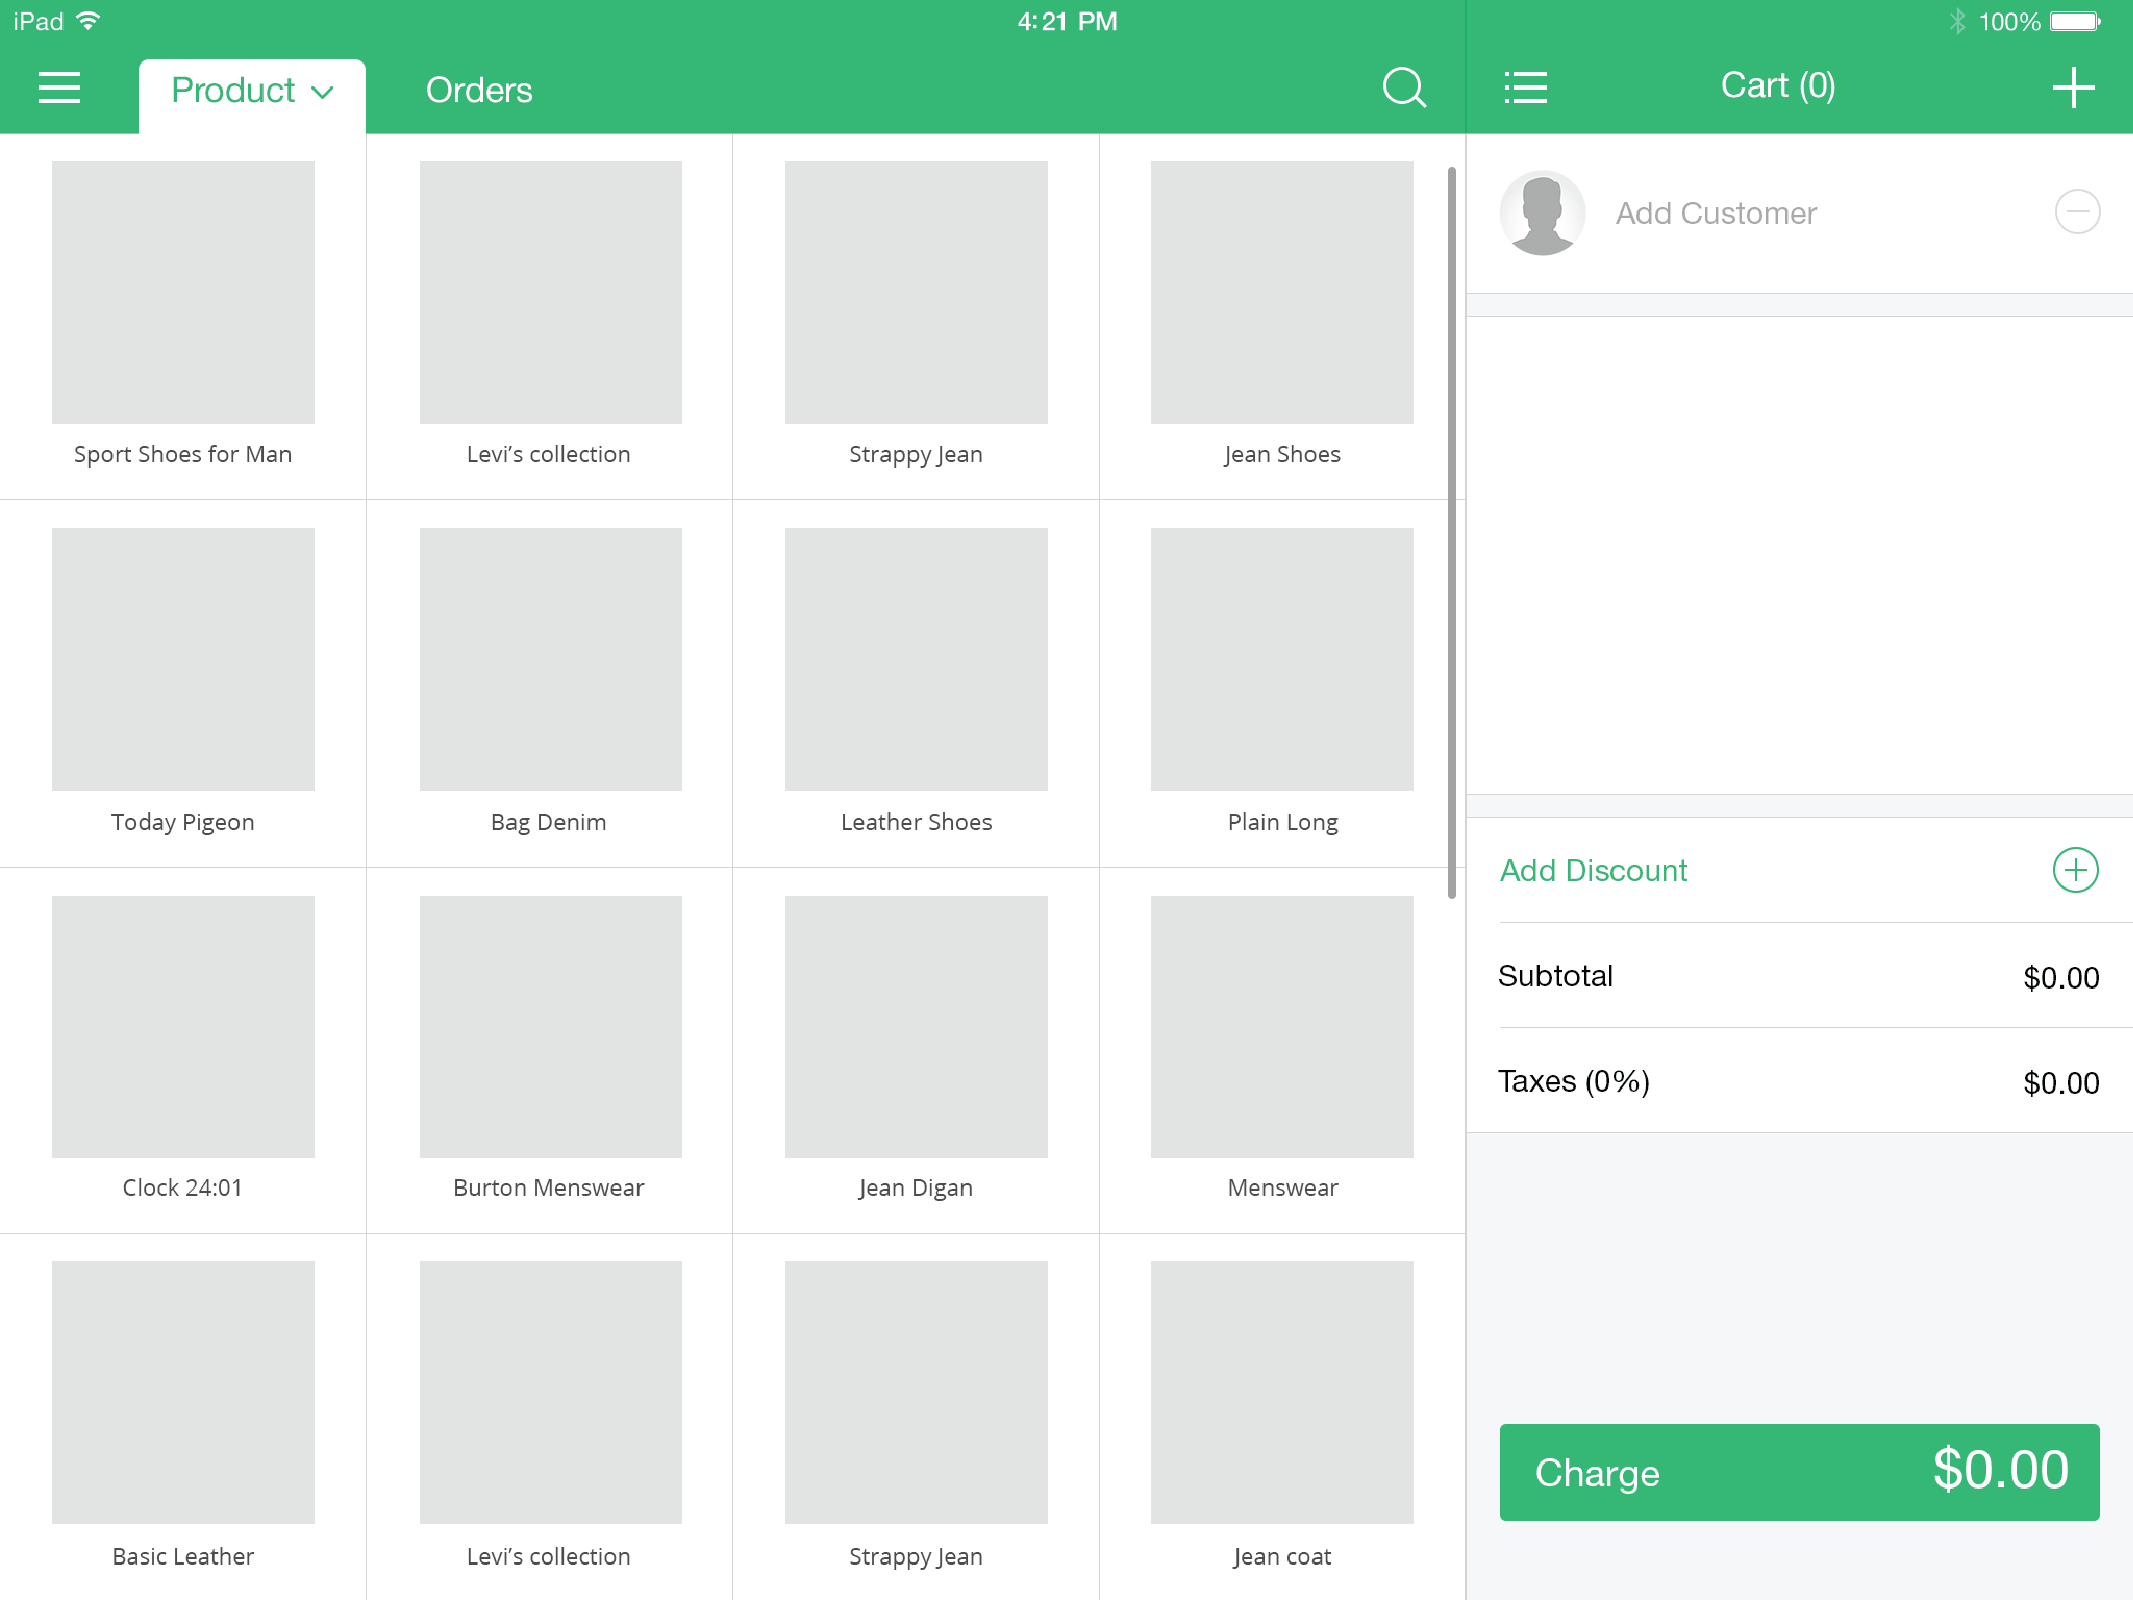 iPad
4:21 PM
100%
Product
Orders
Cart (0)
Add Customer
Sport Shoes for Man
Levi’s collection
Strappy Jean
Jean Shoes
Today Pigeon
Bag Denim
Leather Shoes
Plain Long
Clock 24:01
Burton Menswear
Jean Digan
Menswear
Basic Leather
Levi’s collection
Strappy Jean
Jean coat
Add Discount
Subtotal $0.00
Taxes (0%) $0.00
Charge $0.00